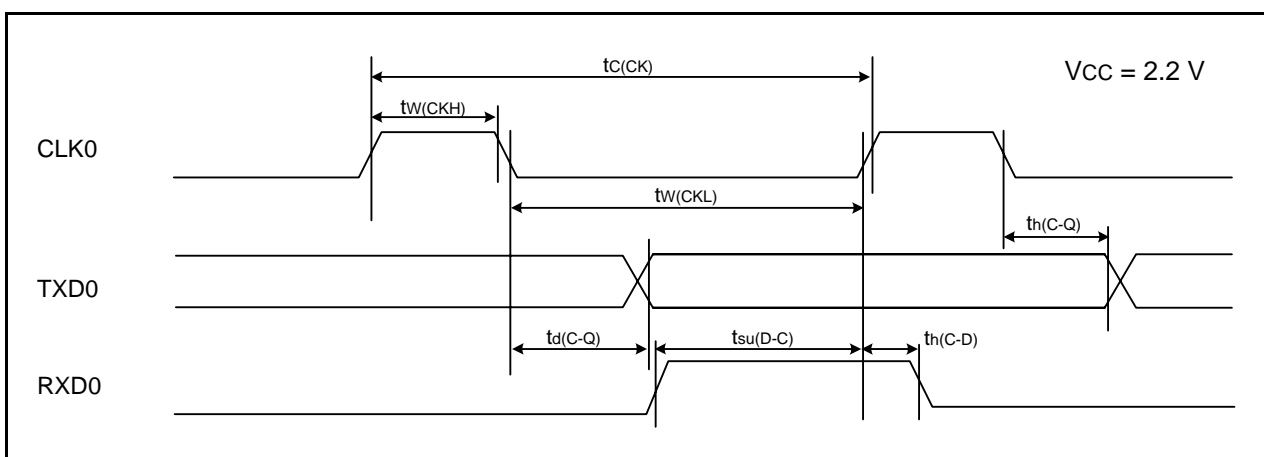 tC(CK)
VCC = 2.2 V
tW(CKH)
CLK0
tW(CKL)
th(C-Q)
TXD0
td(C-Q)
tsu(D-C)
th(C-D)
RXD0